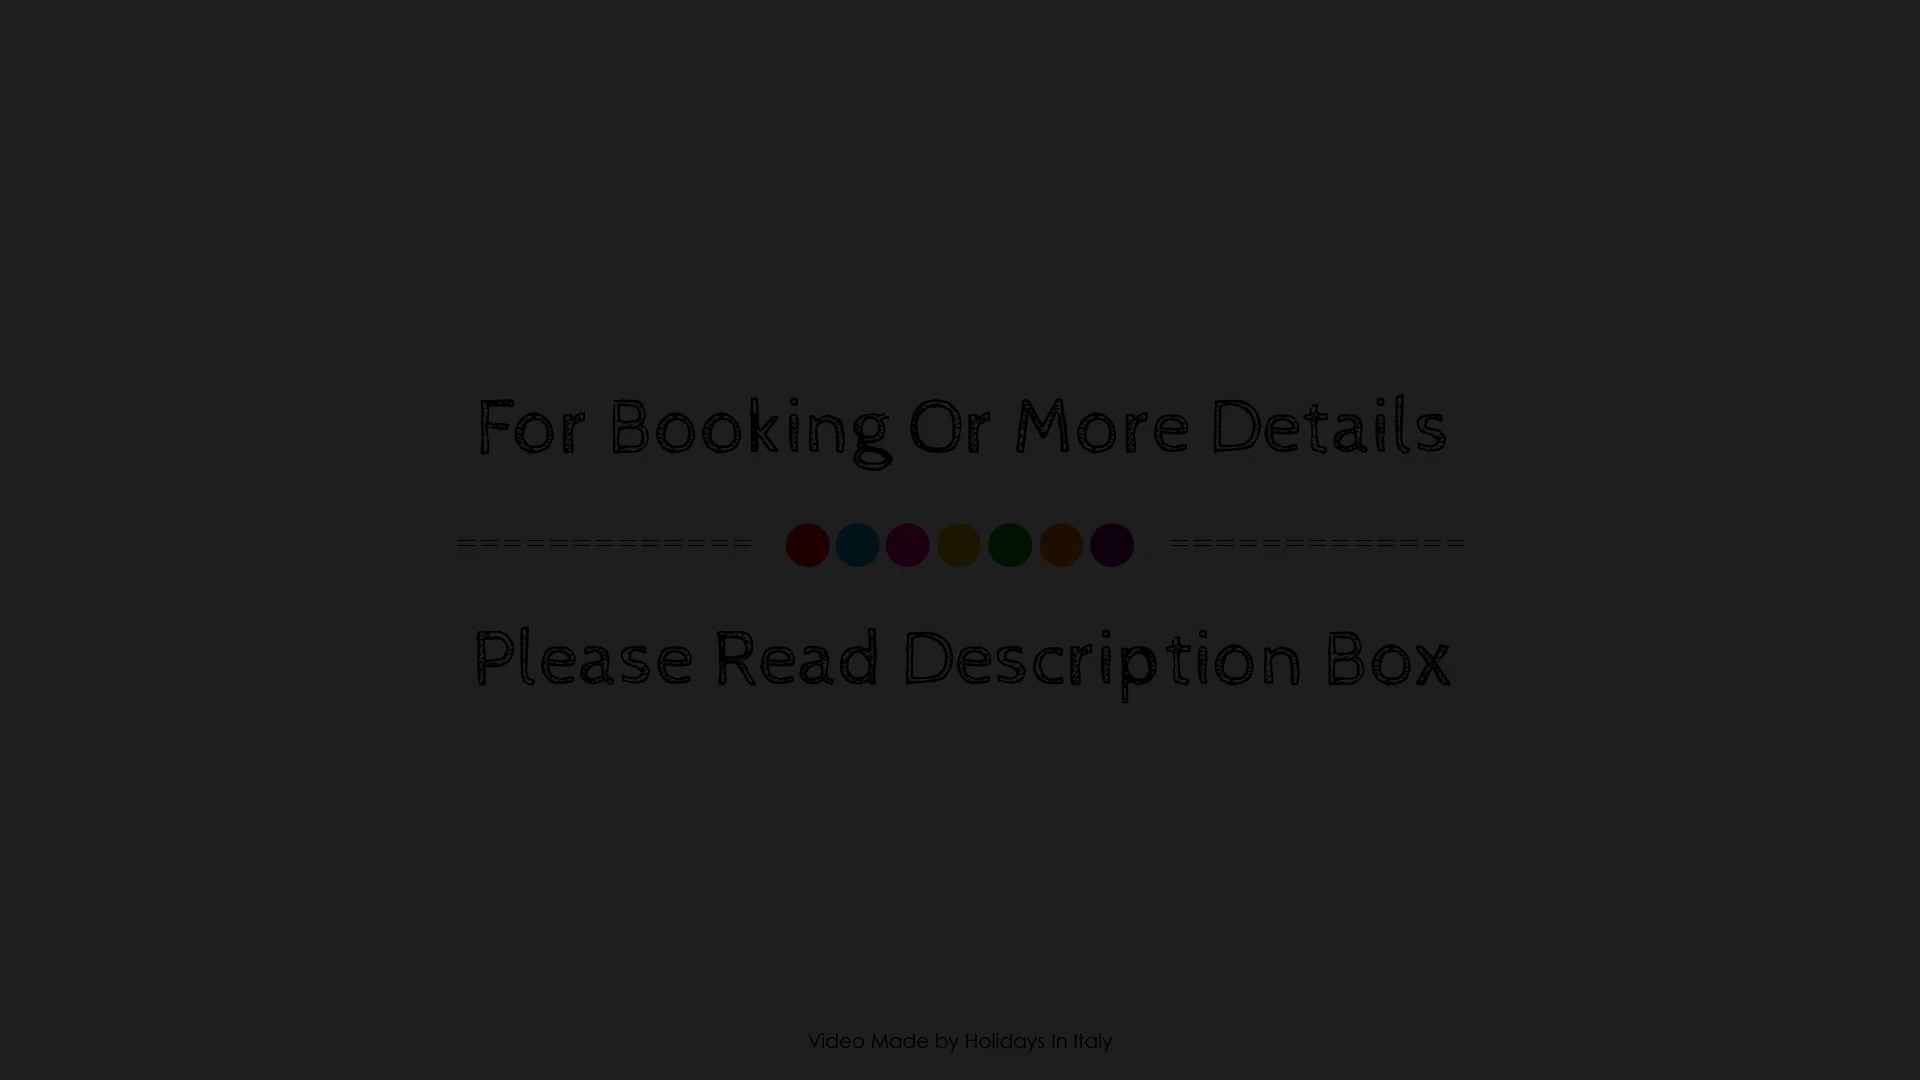 For Booking Or More Details
============= =============
Please Read Description Box
Video Made by Holidays In Italy